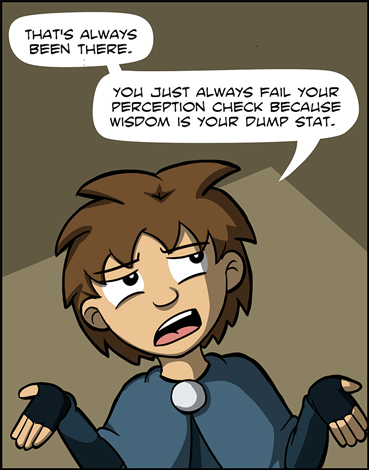 THAT'S ALWAYS
BEEN THERE.
YOU JUST ALWAYS FAIL YOUR
PERCEPTION CHECK BECAUSE
WISDOM IS YOUR DUMP STAT.